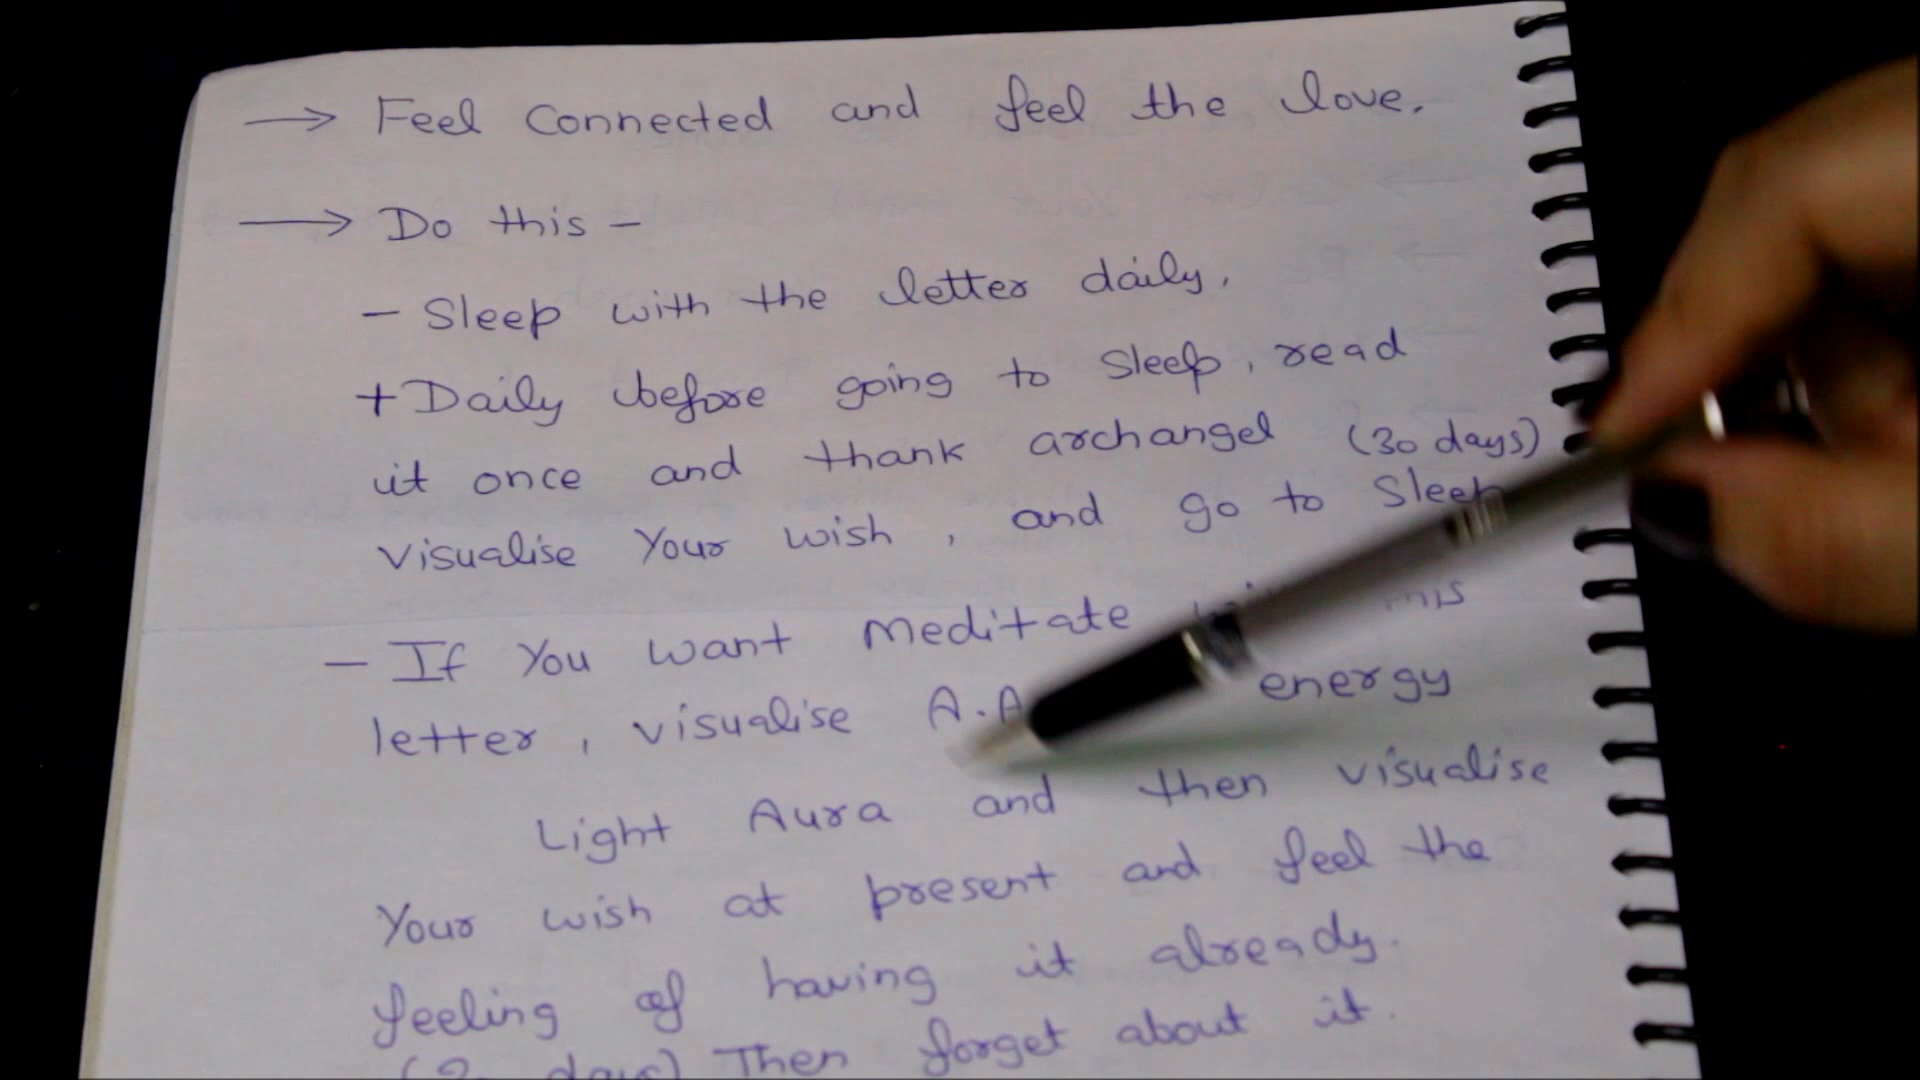 → Feel Connected and feel the love.
→ Do this -
- Sleep with the letter daily,
+ Daily before going to Sleep, read
it once and thank archangel (30 days)
visualise Your wish, and go to Sleep
- If You want Meditate this
letter, visualise A.A energy
Light Aura and then visualise
Your wish at present and feel the
feeling of having it already.
days) Then forget about it.